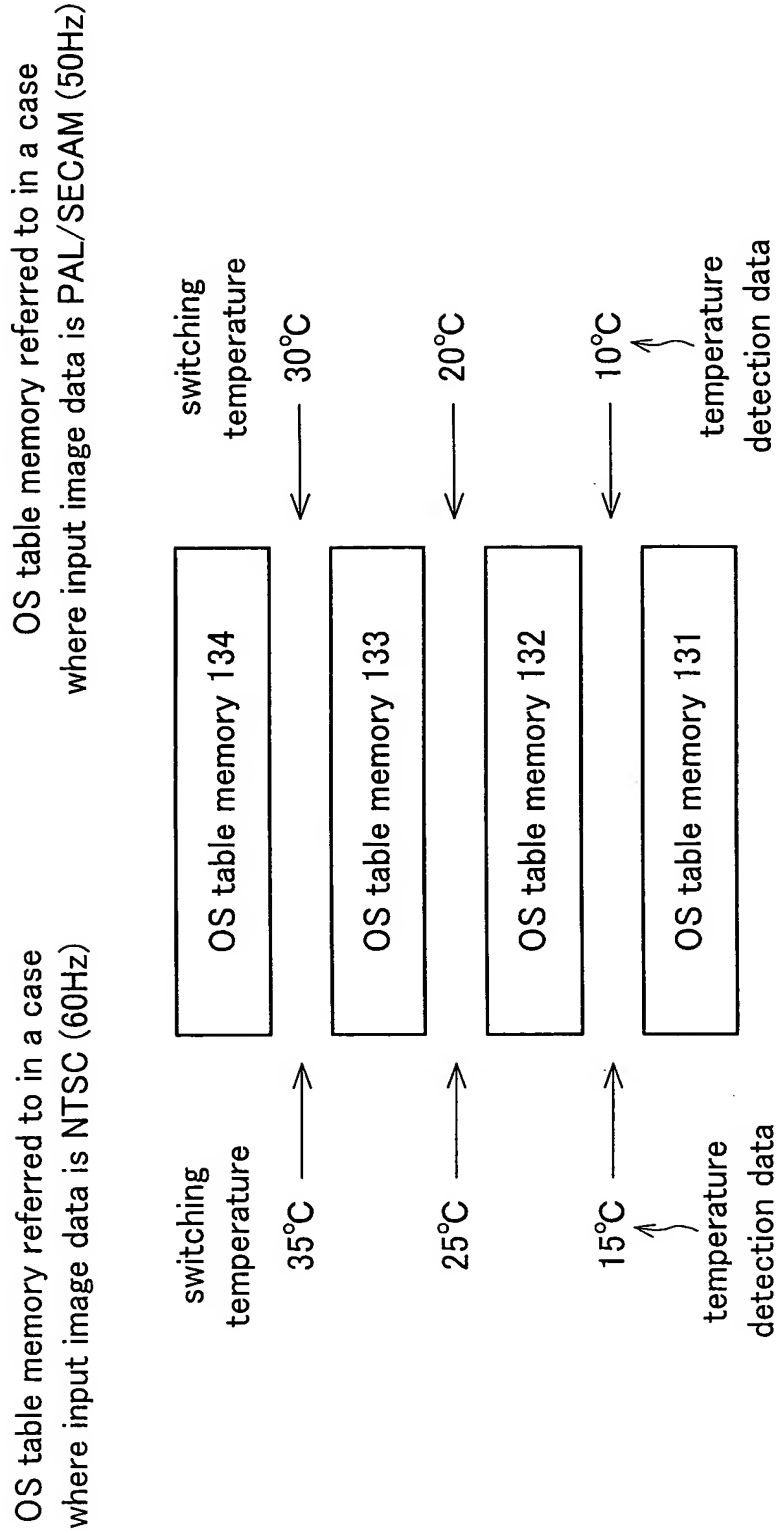 OS table memory referred to in a case
where input image data is NTSC (60Hz)
OS table memory referred to in a case
where input image data is PAL/SECAM (50Hz)
switching
temperature
switching
temperature
OS table memory 134
35°C
30°C
OS table memory 133
25°C
20°C
OS table memory 132
15°C
10°C
OS table memory 131
temperature
detection data
temperature
detection data